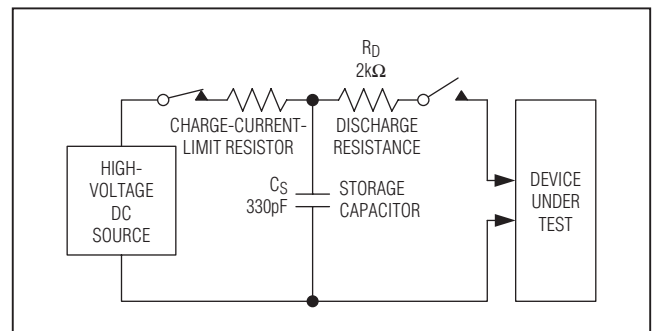 R_D
2kΩ
CHARGE-CURRENT-
LIMIT RESISTOR
DISCHARGE
RESISTANCE
HIGH-
VOLTAGE
DC
SOURCE
C_S
330pF
STORAGE
CAPACITOR
DEVICE
UNDER
TEST